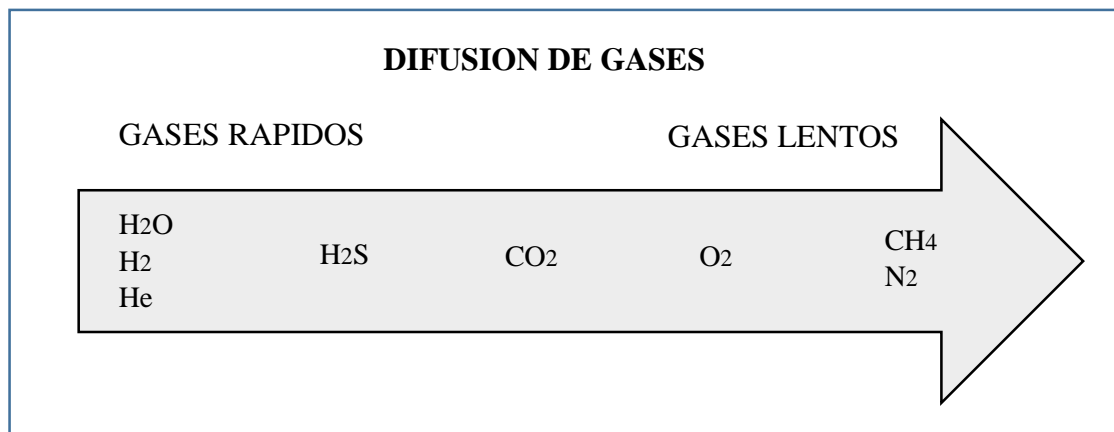 DIFUSION DE GASES
GASES RAPIDOS
GASES LENTOS
H2O
H2
He
H2S
CO2
O2
CH4
N2